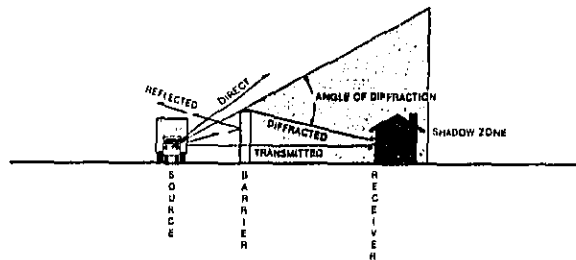 DIRECT
REFLECTED
ANGLE OF DIFFRACTION
DIFFRACTED
SHADOW ZONE
TRANSMITTED
SOURCE
BARRIER
RECEIVER